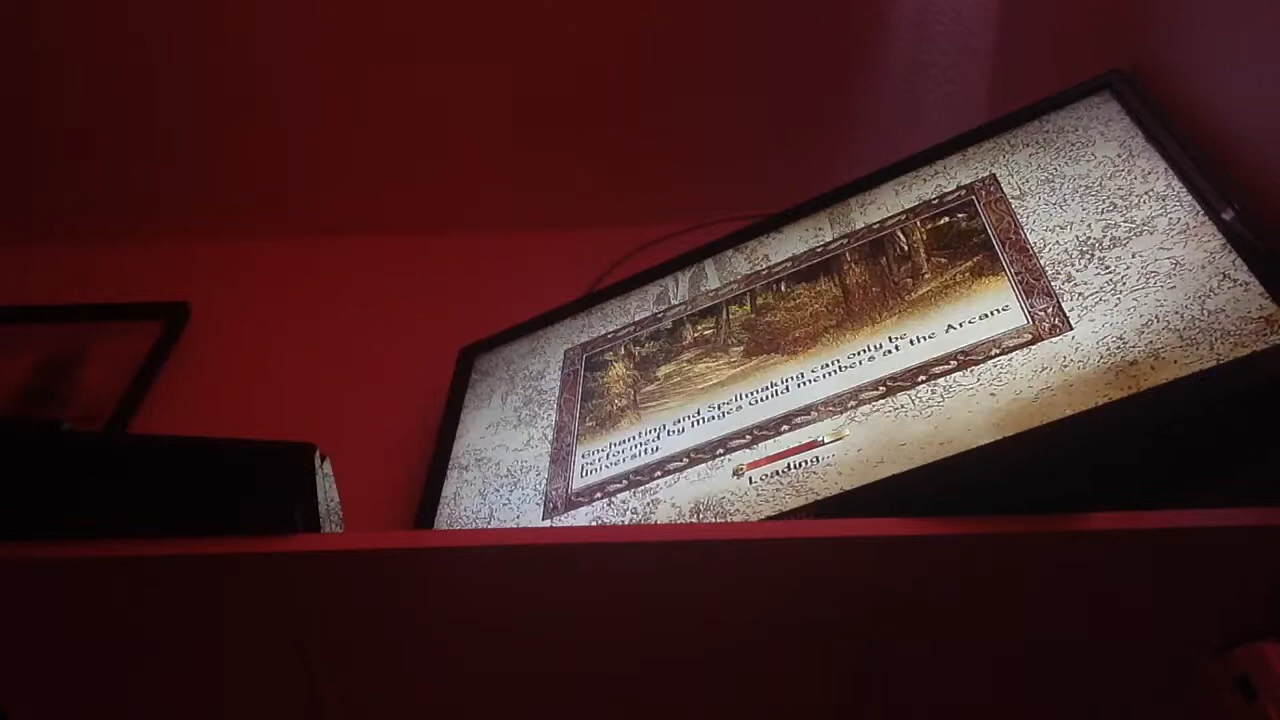 Enchanting and Spellmaking can only be
performed by Mages Guild members at the Arcane
University.
Loading...